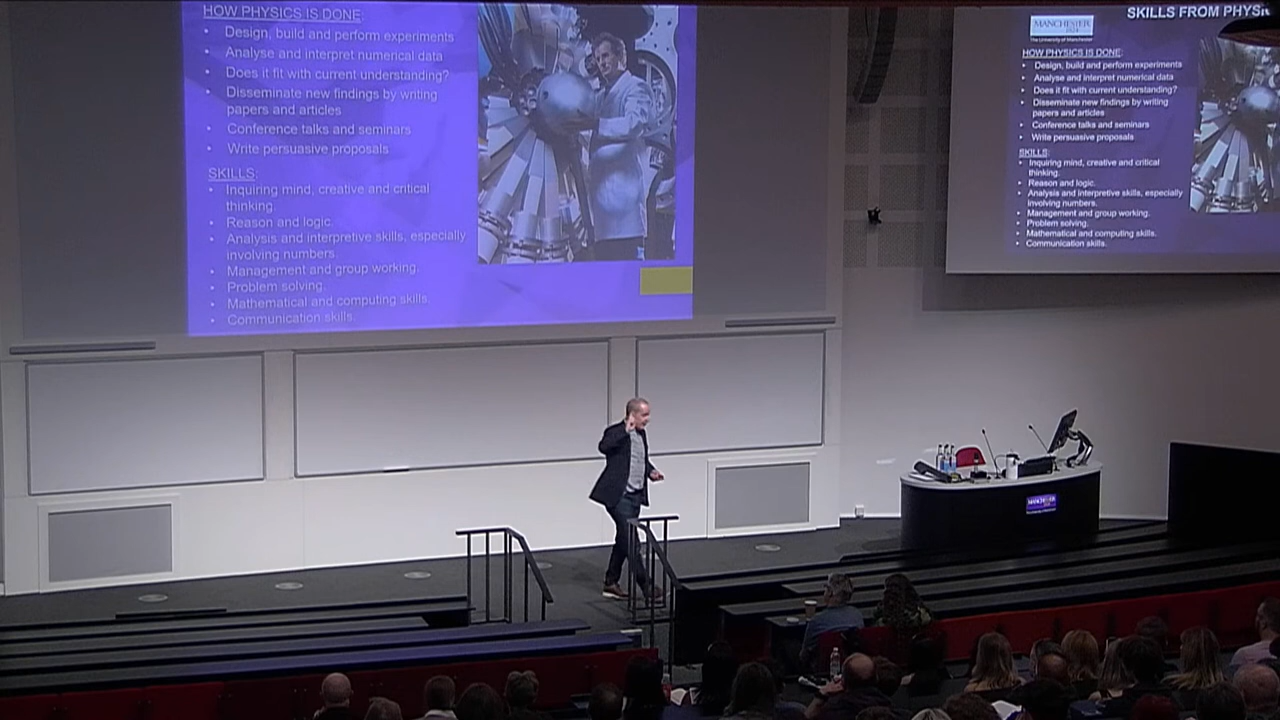 HOW PHYSICS IS DONE:
• Design, build and perform experiments
• Analyse and interpret numerical data
• Does it fit with current understanding?
• Disseminate new findings by writing
papers and articles
• Conference talks and seminars
• Write persuasive proposals
SKILLS:
• Inquiring mind, creative and critical
thinking.
• Reason and logic.
• Analysis and interpretive skills, especially
involving numbers.
• Management and group working.
• Problem solving.
• Mathematical and computing skills.
• Communication skills.
SKILLS FROM
MANCHESTER
1824
The University of Manchester
HOW PHYSICS IS DONE:
• Design, build and perform experiments
• Analyse and interpret numerical data
• Does it fit with current understanding?
• Disseminate new findings by writing
papers and articles
• Conference talks and seminars
• Write persuasive proposals
SKILLS:
• Inquiring mind, creative and critical
thinking.
• Reason and logic.
• Analysis and interpretive skills, especially
involving numbers.
• Management and group working.
• Problem solving.
• Mathematical and computing skills.
• Communication skills.
MANCHESTER